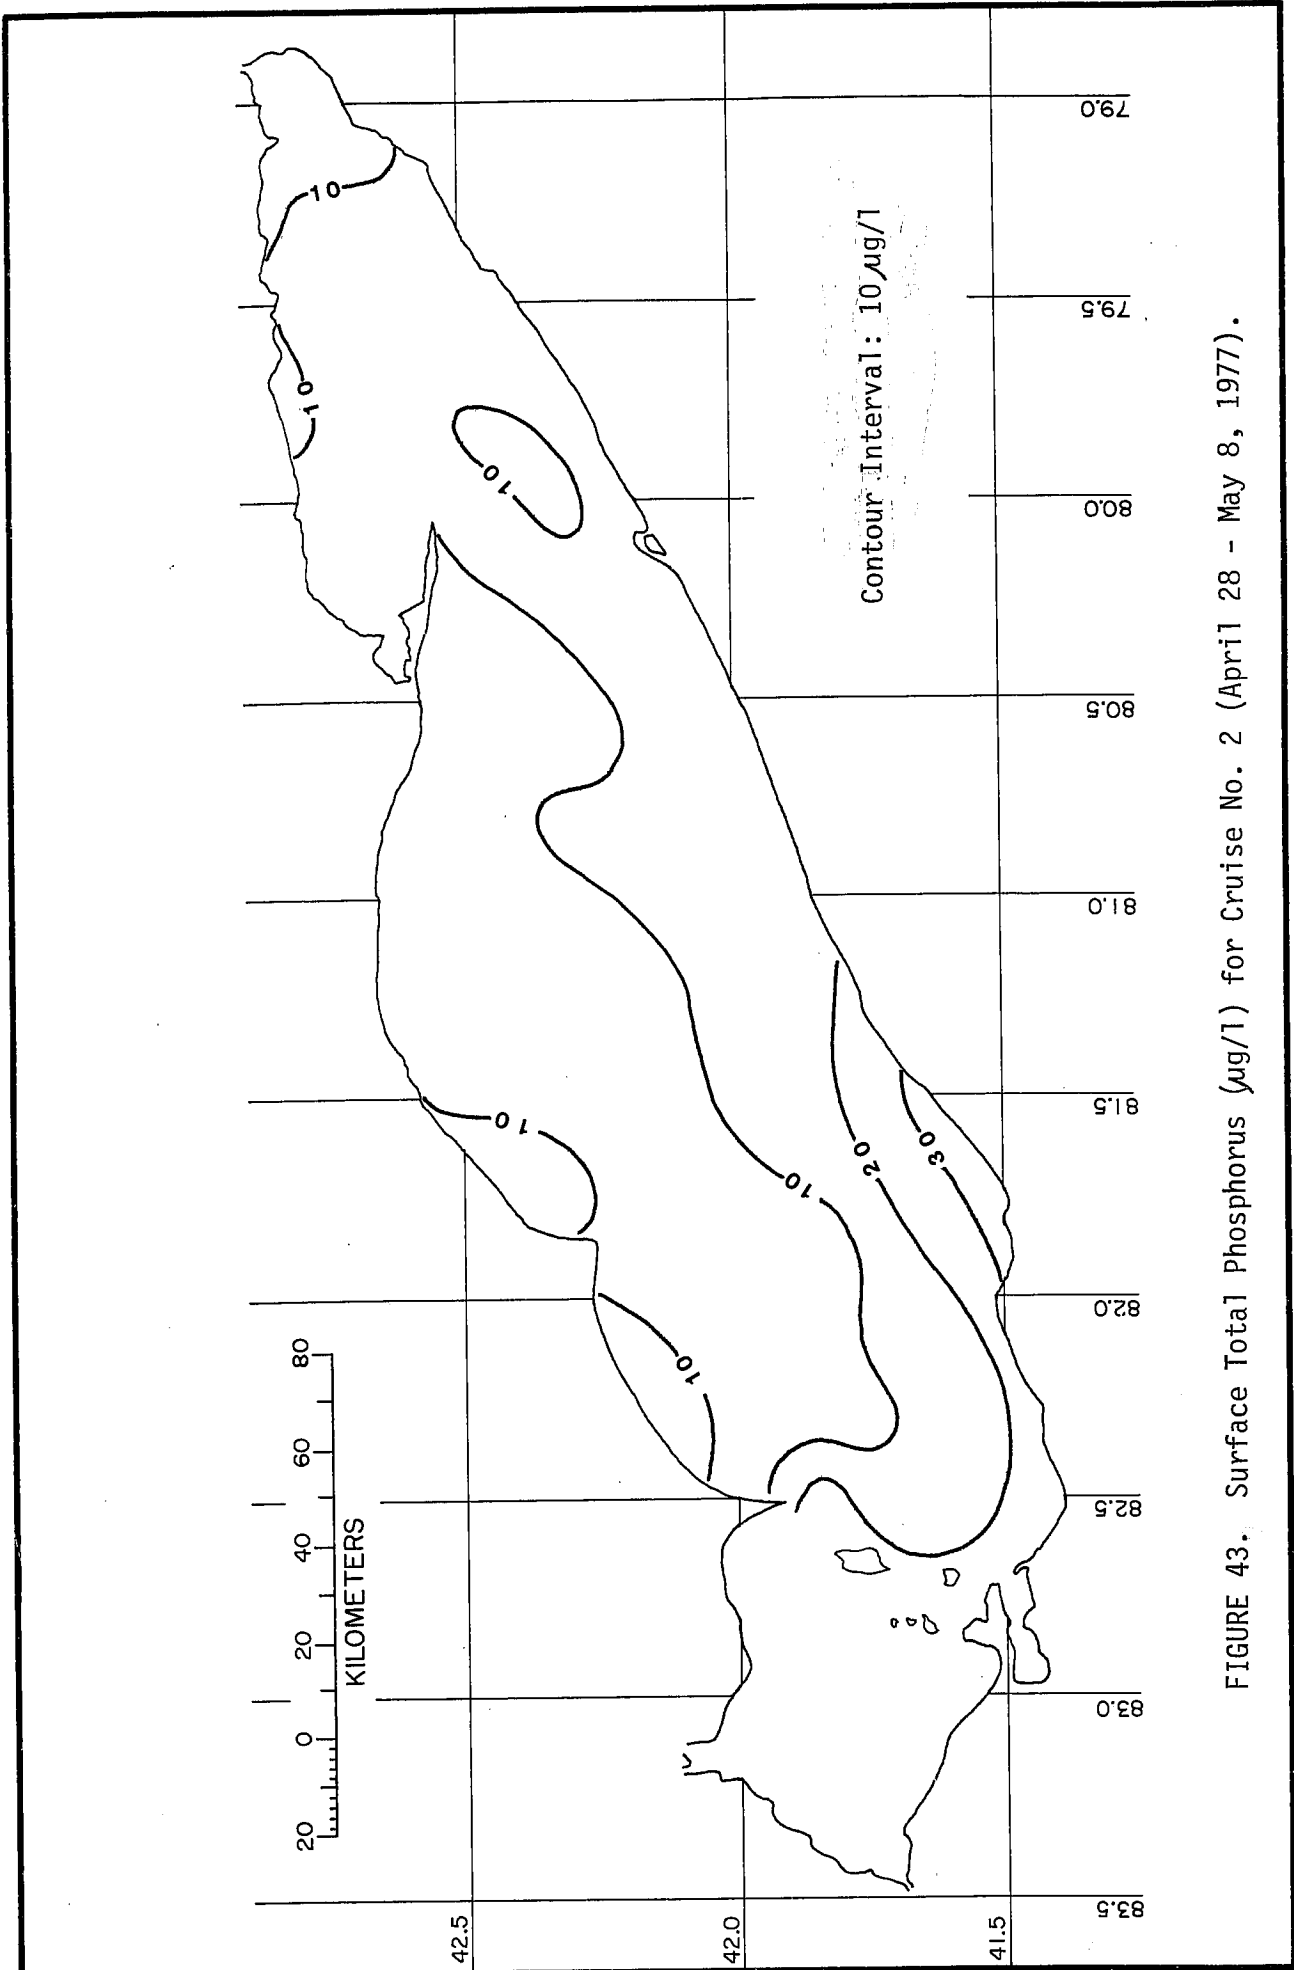 20 0 20 40 60 80
KILOMETERS
10
10
10
10
10
10
20
30
Contour Interval: 10 µg/l
42.5
42.0
41.5
83.5 83.0 82.5 82.0 81.5 81.0 80.5 80.0 79.5 79.0
FIGURE 43. Surface Total Phosphorus (µg/l) for Cruise No. 2 (April 28 - May 8, 1977).